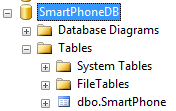 SmartPhoneDB
Database Diagrams
Tables
System Tables
FileTables
dbo.SmartPhone